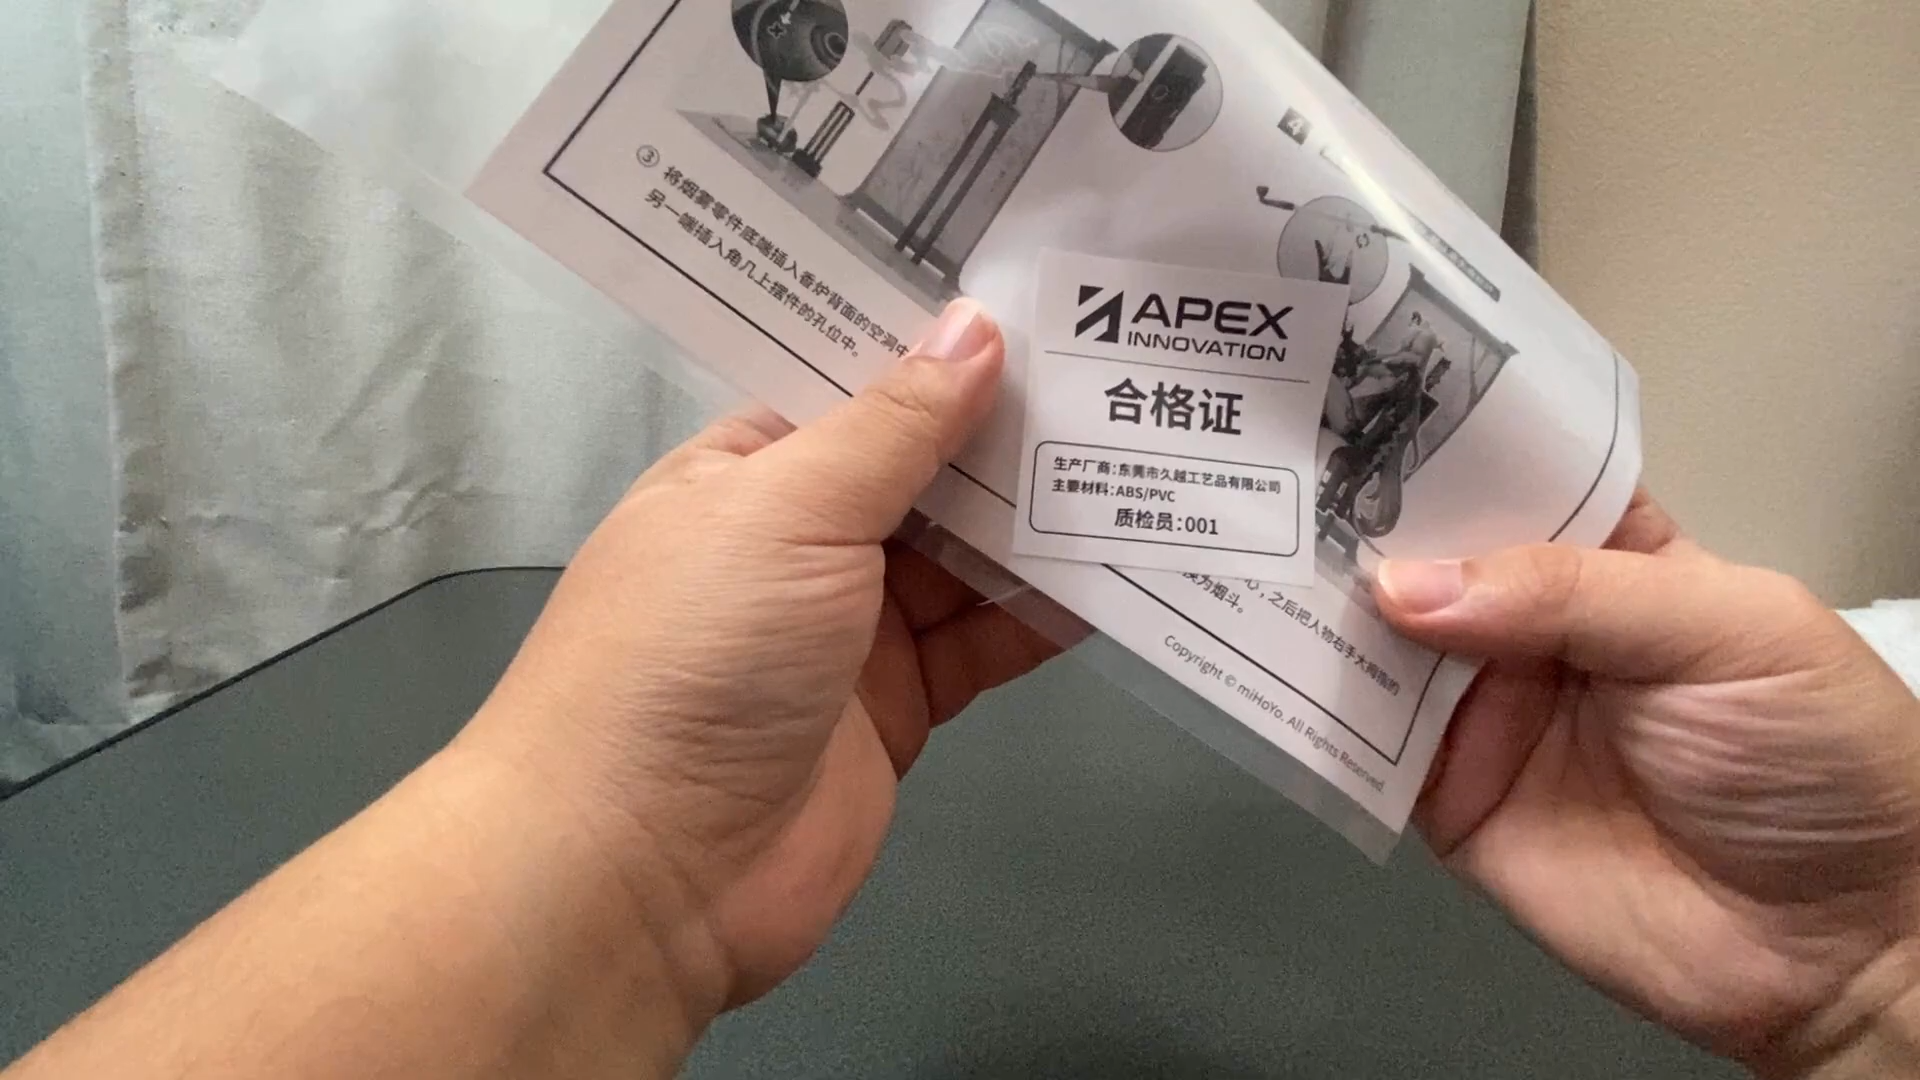 ③ 将烟雾零件底端插入香炉背面的空洞中
另一端插入角几上摆件的孔位中。
4
APEX
INNOVATION
合格证
生产厂商:东莞市久越工艺品有限公司
主要材料:ABS/PVC
质检员:001
心，之后把人物右手大拇指的
换为烟斗。
Copyright © miHoYo. All Rights Reserved.